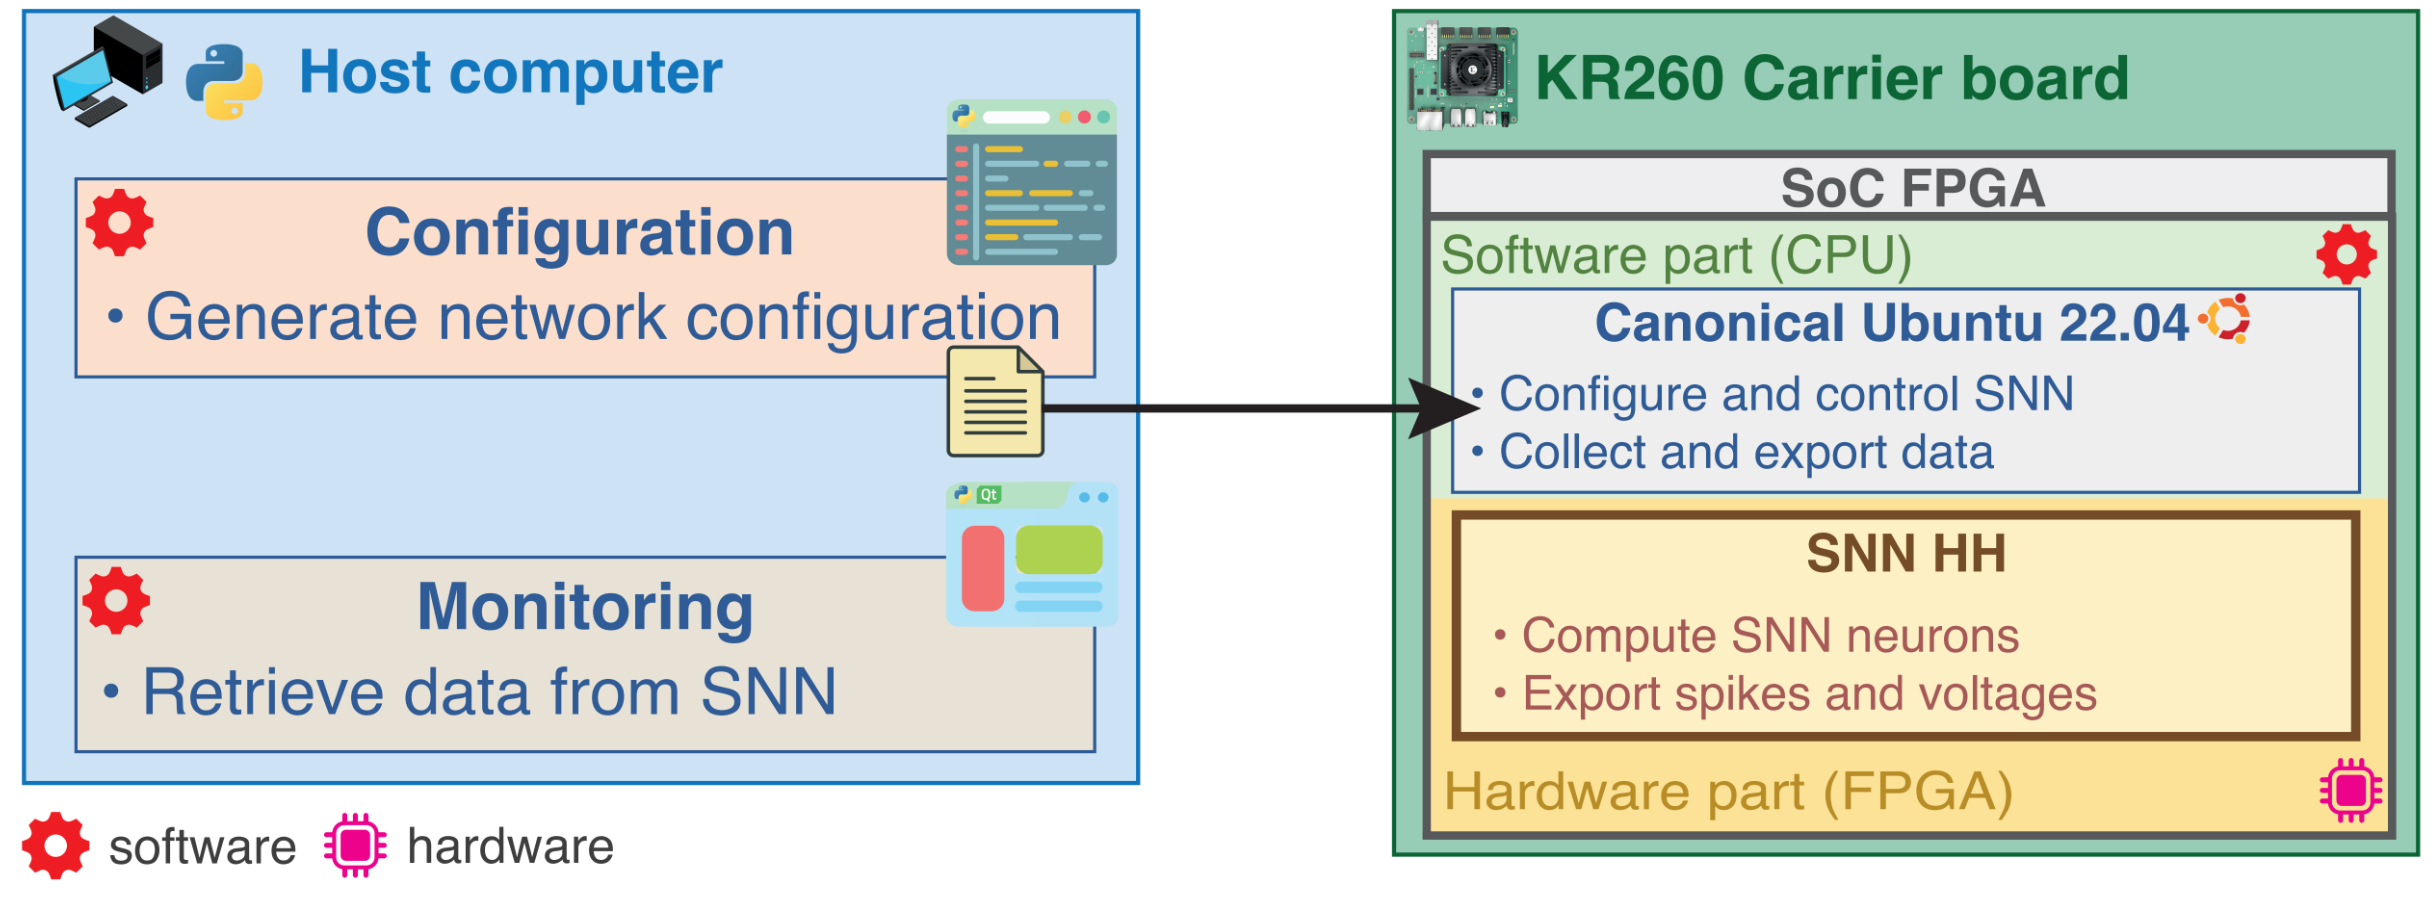 Host computer
Configuration
• Generate network configuration
Qt
Monitoring
• Retrieve data from SNN
software
hardware
KR260 Carrier board
SoC FPGA
Software part (CPU)
Canonical Ubuntu 22.04
• Configure and control SNN
• Collect and export data
SNN HH
• Compute SNN neurons
• Export spikes and voltages
Hardware part (FPGA)